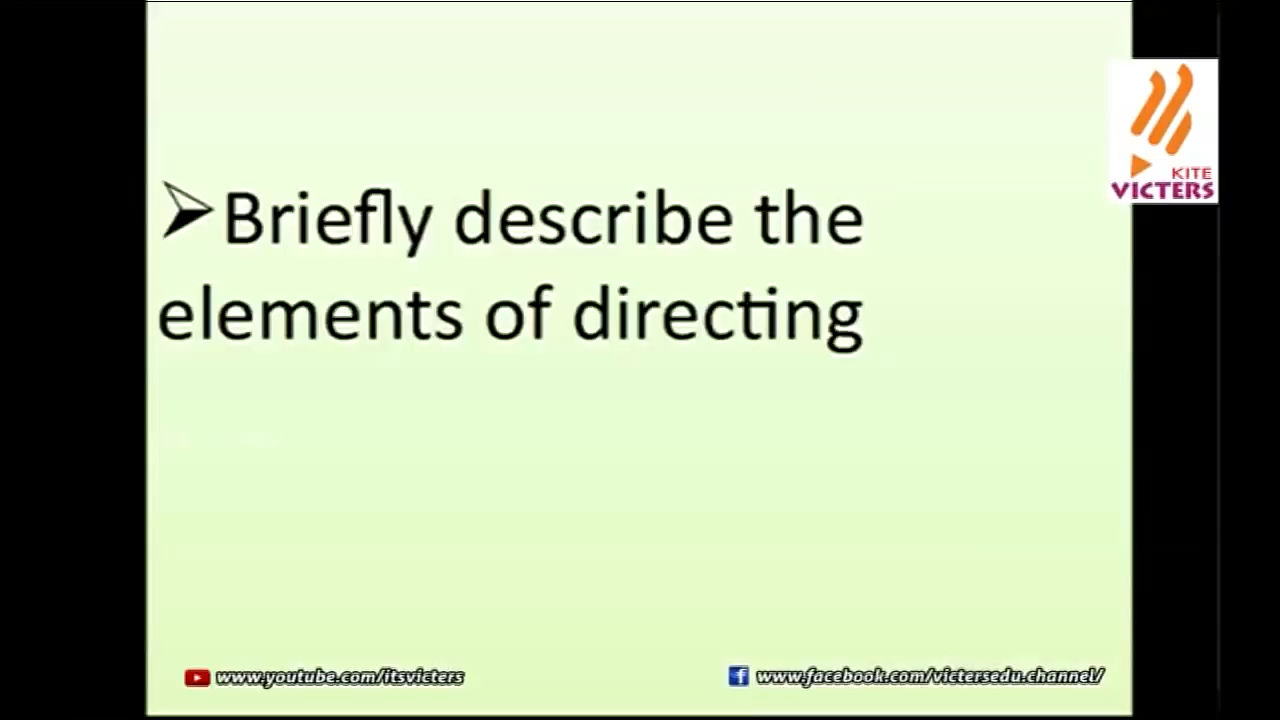 ➢Briefly describe the
elements of directing
KITE
VICTERS
www.youtube.com/itsvicters
www.facebook.com/victersedu.channel/